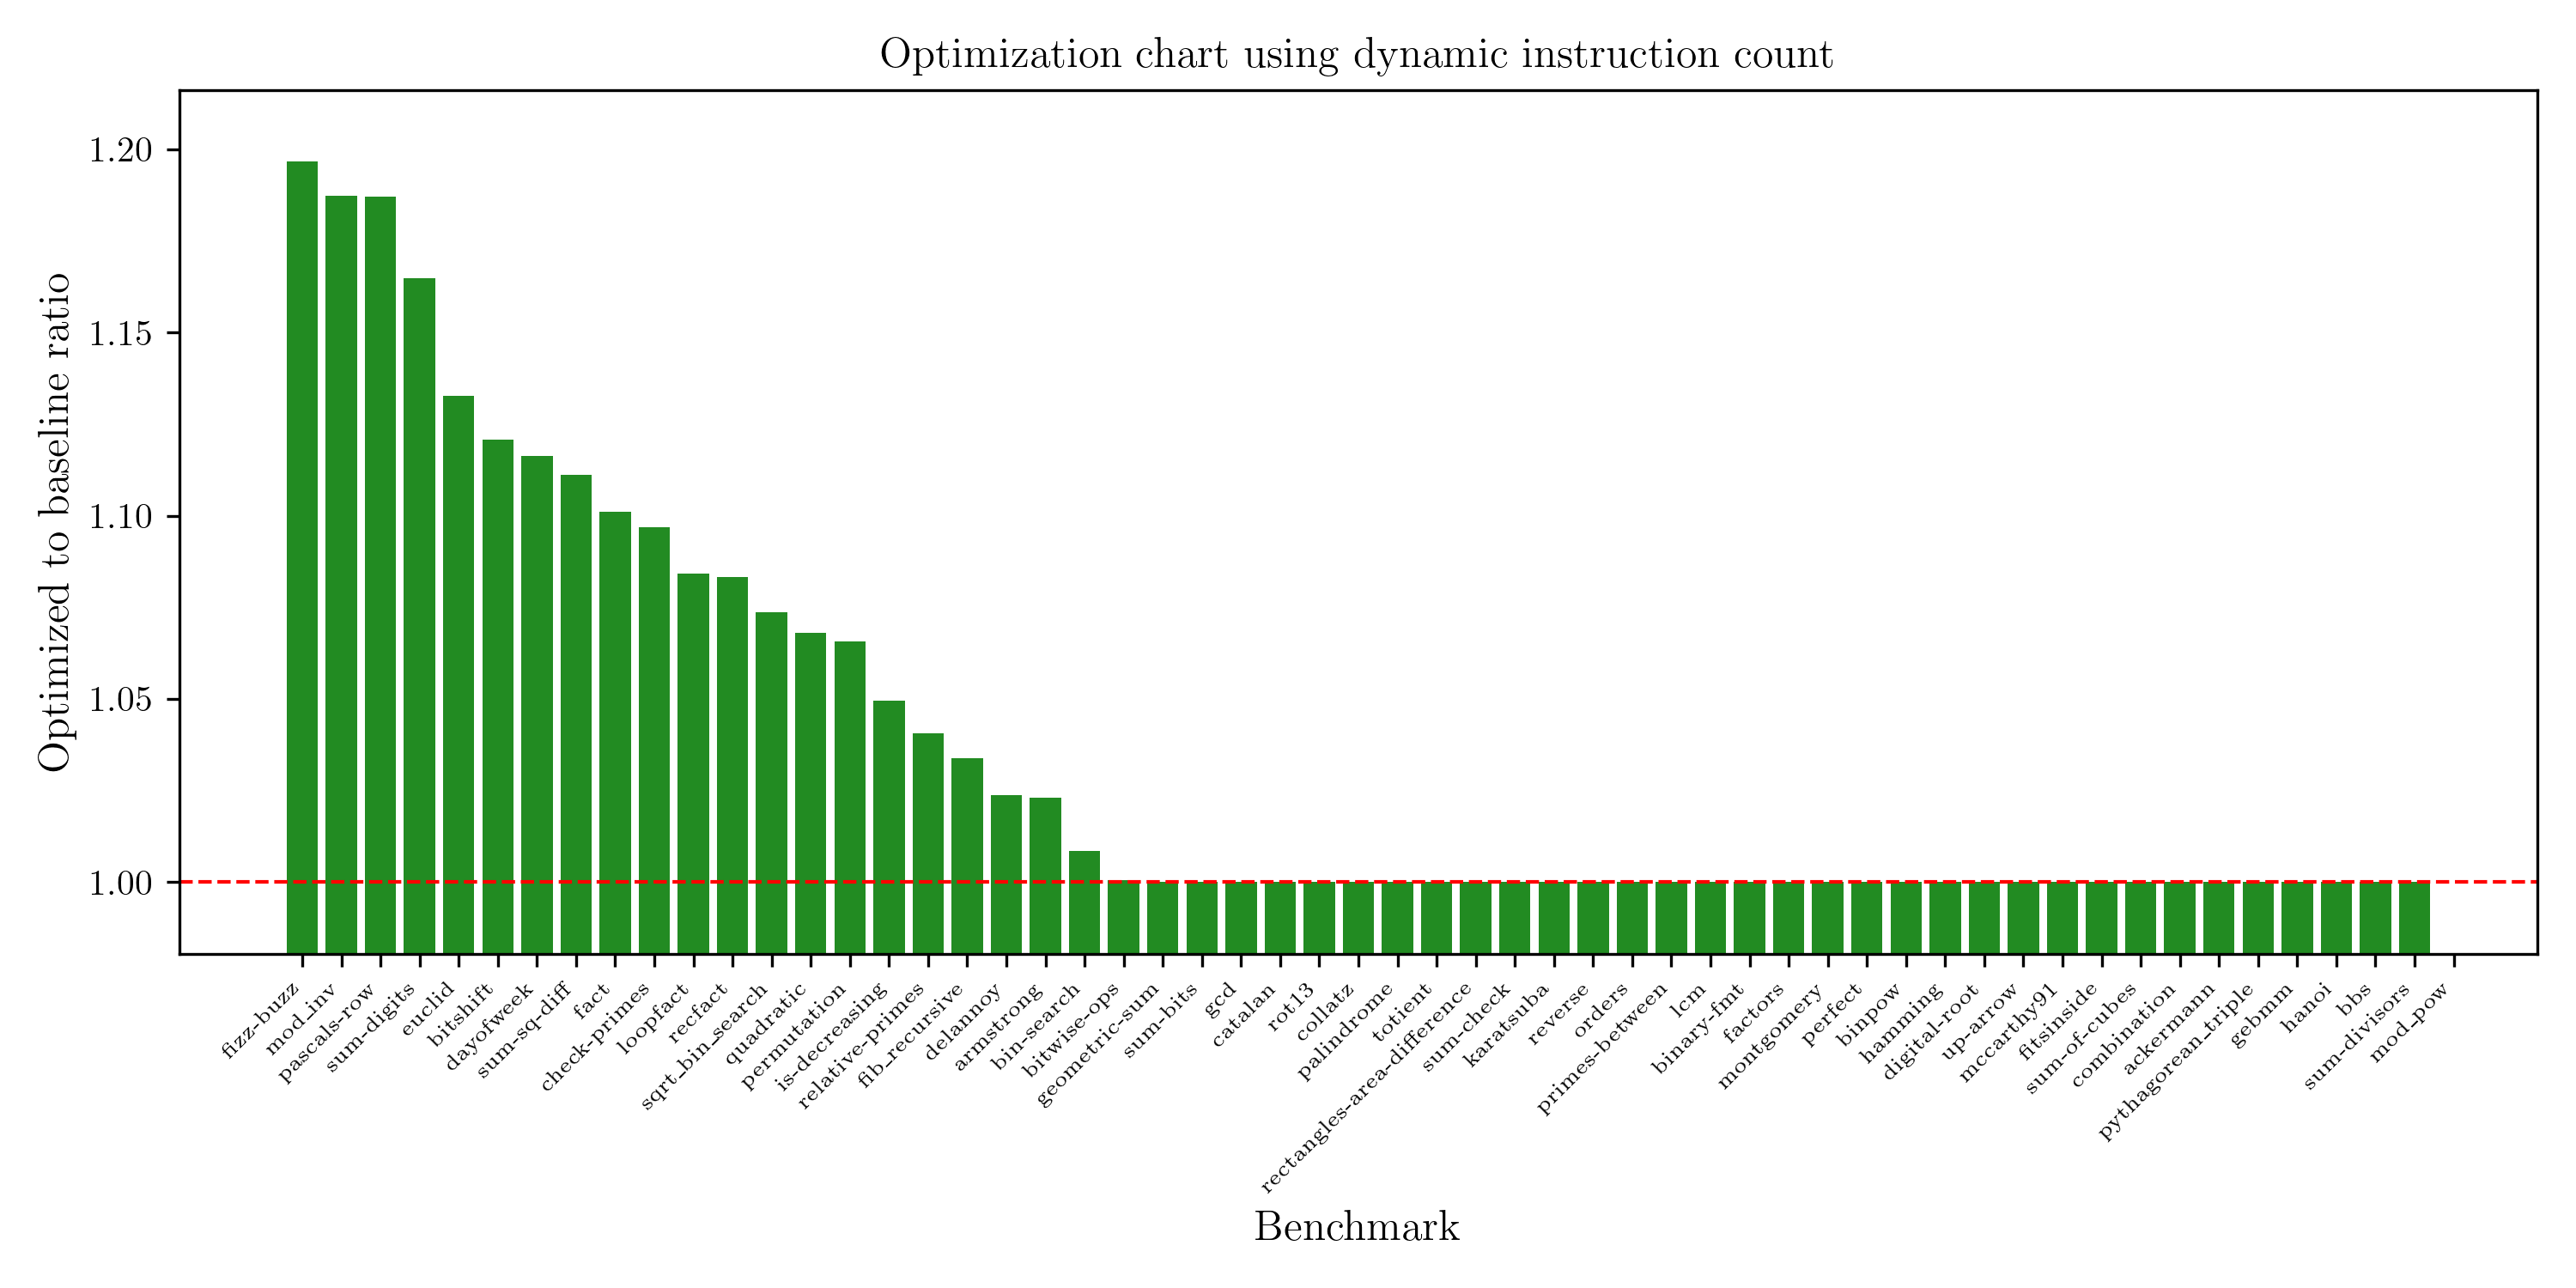 Optimization chart using dynamic instruction count
Optimized to baseline ratio
1.20
1.15
1.10
1.05
1.00
fizz-buzz
mod_inv
pascals-row
sum-digits
euclid
bitshift
dayofweek
sum-sq-diff
fact
check-primes
loopfact
recfact
sqrt_bin_search
quadratic
permutation
is-decreasing
relative-primes
fib_recursive
delannoy
armstrong
bin-search
bitwise-ops
geometric-sum
sum-bits
gcd
catalan
rot13
collatz
palindrome
totient
rectangles-area-difference
sum-check
karatsuba
reverse
orders
primes-between
lcm
binary-fmt
factors
montgomery
perfect
binpow
hamming
digital-root
up-arrow
mccarthy91
fitsinside
sum-of-cubes
combination
ackermann
pythagorean_triple
gebmm
hanoi
bbs
sum-divisors
mod_pow
Benchmark